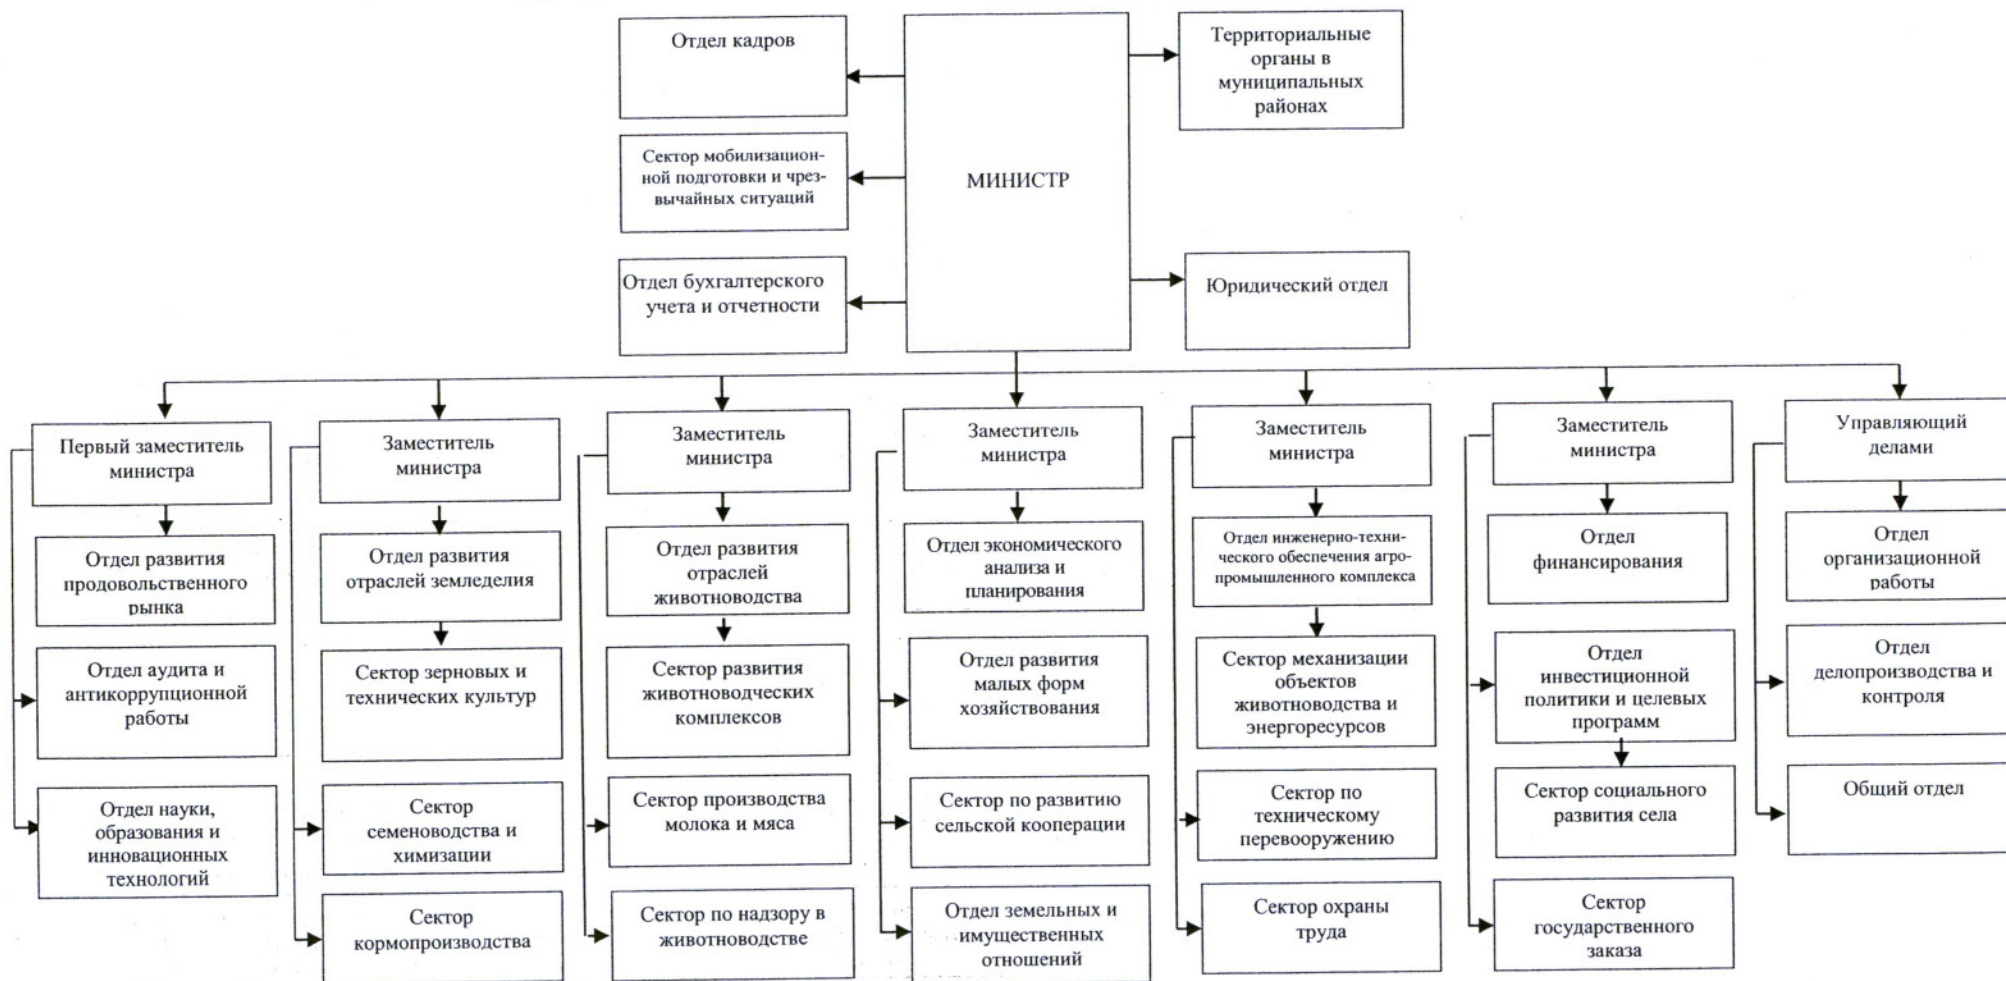 Отдел кадров
Территориальные
органы в
муниципальных
районах
Сектор мобилизацион-
ной подготовки и чрез-
вычайных ситуаций
МИНИСТР
Отдел бухгалтерского
учета и отчетности
Юридический отдел
Первый заместитель
министра
Заместитель
министра
Заместитель
министра
Заместитель
министра
Заместитель
министра
Заместитель
министра
Управляющий
делами
Отдел развития
продовольственного
рынка
Отдел развития
отраслей земледелия
Отдел развития
отраслей
животноводства
Отдел экономического
анализа и
планирования
Отдел инженерно-техни-
ческого обеспечения агро-
промышленного комплекса
Отдел
финансирования
Отдел
организационной
работы
Отдел аудита и
антикоррупционной
работы
Сектор зерновых и
технических культур
Сектор развития
животноводческих
комплексов
Отдел развития
малых форм
хозяйствования
Сектор механизации
объектов
животноводства и
энергоресурсов
Отдел
инвестиционной
политики и целевых
программ
Отдел
делопроизводства и
контроля
Отдел науки,
образования и
инновационных
технологий
Сектор
семеноводства и
химизации
Сектор производства
молока и мяса
Сектор по развитию
сельской кооперации
Сектор по
техническому
перевооружению
Сектор социального
развития села
Общий отдел
Сектор
кормопроизводства
Сектор по надзору в
животноводстве
Отдел земельных и
имущественных
отношений
Сектор охраны
труда
Сектор
государственного
заказа